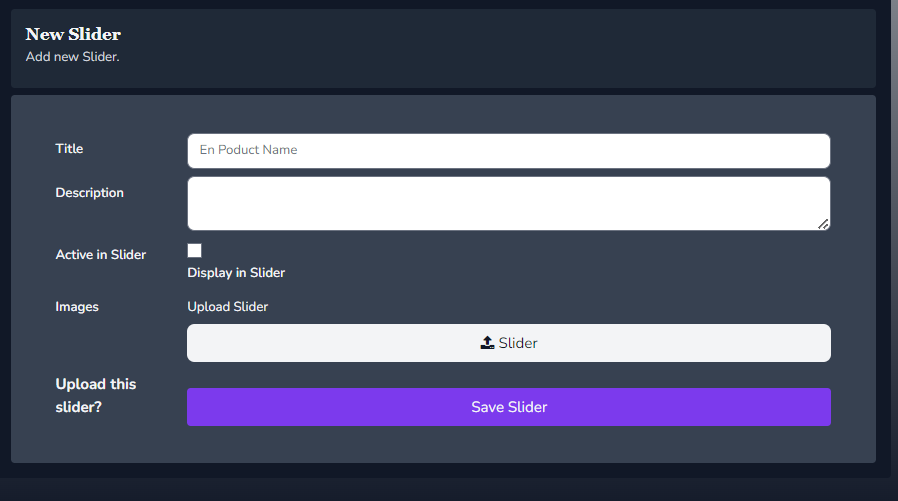 New Slider
Add new Slider.
Title
En Poduct Name
Description
Active in Slider
Display in Slider
Images
Upload Slider
Slider
Upload this
slider?
Save Slider